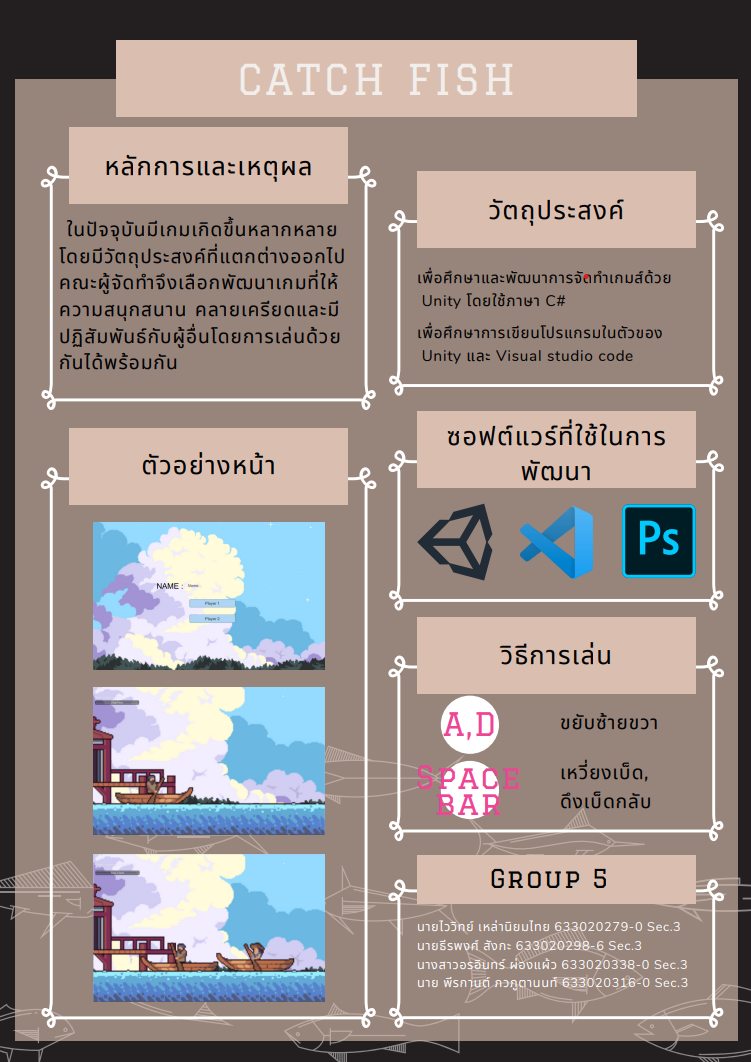 CATCH FISH
หลักการและเหตุผล
ในปัจจุบันมีเกมเกิดขึ้นหลากหลาย
โดยมีวัตถุประสงค์ที่แตกต่างออกไป
คณะผู้จัดทำจึงเลือกพัฒนาเกมที่ให้
ความสนุกสนาน คลายเครียดและมี
ปฏิสัมพันธ์กับผู้อื่นโดยการเล่นด้วย
กันได้พร้อมกัน
วัตถุประสงค์
เพื่อศึกษาและพัฒนาการจัดทำเกมส์ด้วย
Unity โดยใช้ภาษา C#
เพื่อศึกษาการเขียนโปรแกรมในตัวของ
Unity และ Visual studio code
ตัวอย่างหน้า
NAME :
Player 1
Player 2
ซอฟต์แวร์ที่ใช้ในการ
พัฒนา
Ps
วิธีการเล่น
A,D
ขยับซ้ายขวา
SPACE
BAR
เหวี่ยงเบ็ด,
ดึงเบ็ดกลับ
GROUP 5
นายไววิทย์ เหล่านิยมไทย 633020279-0 Sec.3
นายธีรพงศ์ สังกะ 633020298-6 Sec.3
นางสาวอรอินทร์ ผ่องแผ้ว 633020338-0 Sec.3
นาย พีรกานต์ ภวภูตานนท์ 633020316-0 Sec.3